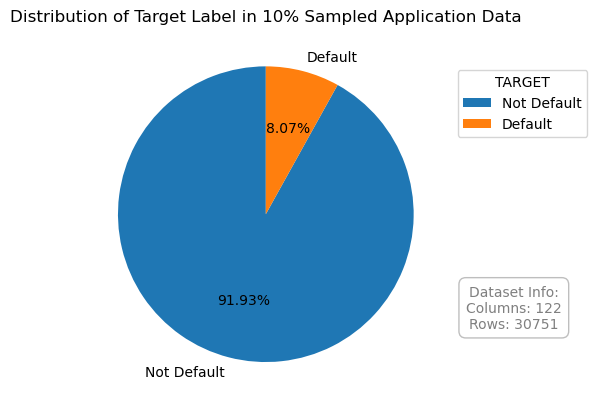 Distribution of Target Label in 10% Sampled Application Data
Default
8.07%
91.93%
Not Default
TARGET
Not Default
Default
Dataset Info:
Columns: 122
Rows: 30751